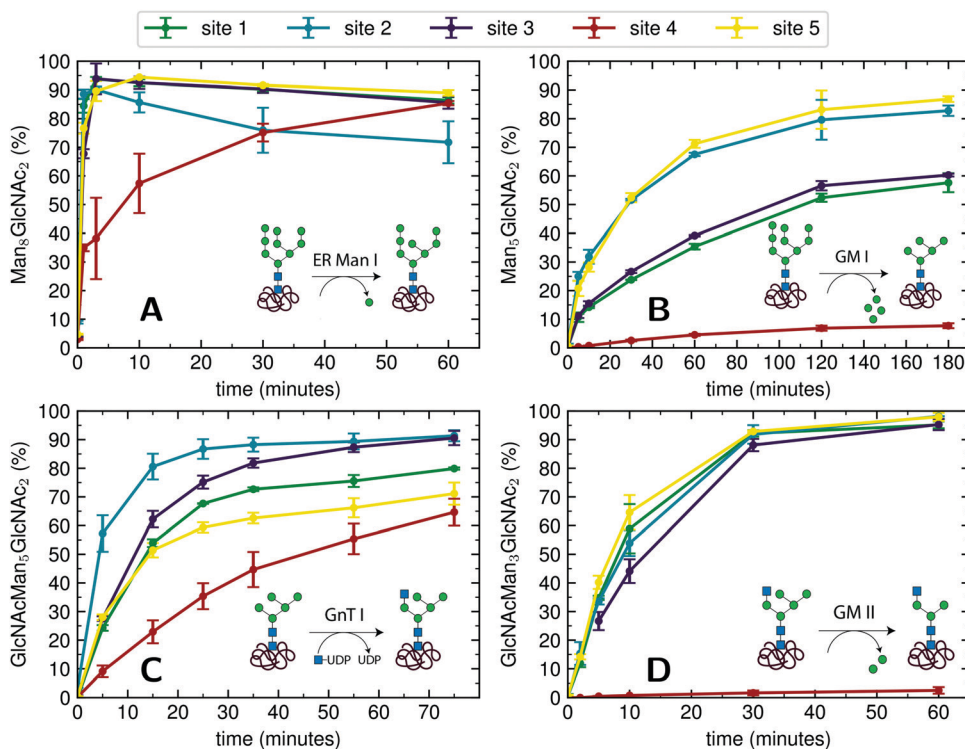 site 1 site 2 site 3 site 4 site 5
Man₈GlcNAc₂ (%)
100
90
80
70
60
50
40
30
20
10
0
ER Man I
A
0 10 20 30 40 50 60
time (minutes)
Man₅GlcNAc₂ (%)
100
90
80
70
60
50
40
30
20
10
0
GM I
B
0 20 40 60 80 100 120 140 160 180
time (minutes)
GlcNAcMan₅GlcNAc₂ (%)
100
90
80
70
60
50
40
30
20
10
0
GnT I
UDP UDP
C
0 10 20 30 40 50 60 70
time (minutes)
GlcNAcMan₃GlcNAc₂ (%)
100
90
80
70
60
50
40
30
20
10
0
GM II
D
0 10 20 30 40 50 60
time (minutes)